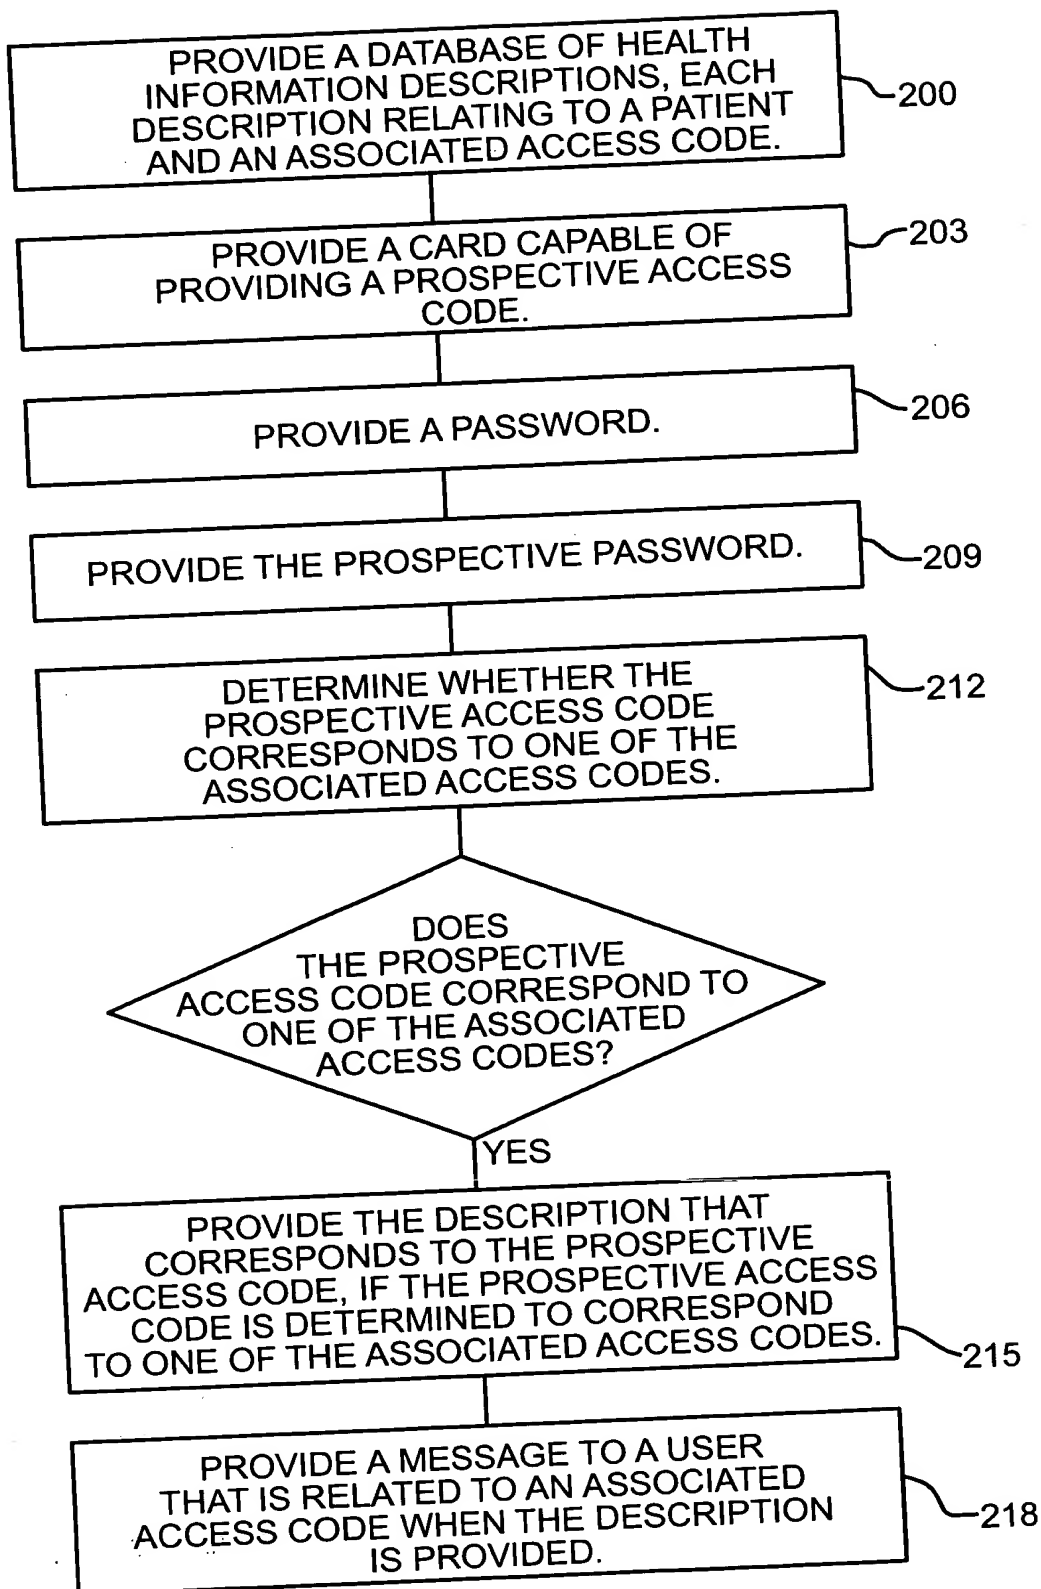 PROVIDE A DATABASE OF HEALTH
INFORMATION DESCRIPTIONS, EACH
DESCRIPTION RELATING TO A PATIENT
AND AN ASSOCIATED ACCESS CODE.
200
PROVIDE A CARD CAPABLE OF
PROVIDING A PROSPECTIVE ACCESS
CODE.
203
PROVIDE A PASSWORD.
206
PROVIDE THE PROSPECTIVE PASSWORD.
209
DETERMINE WHETHER THE
PROSPECTIVE ACCESS CODE
CORRESPONDS TO ONE OF THE
ASSOCIATED ACCESS CODES.
212
DOES
THE PROSPECTIVE
ACCESS CODE CORRESPOND TO
ONE OF THE ASSOCIATED
ACCESS CODES?
YES
PROVIDE THE DESCRIPTION THAT
CORRESPONDS TO THE PROSPECTIVE
ACCESS CODE, IF THE PROSPECTIVE ACCESS
CODE IS DETERMINED TO CORRESPOND
TO ONE OF THE ASSOCIATED ACCESS CODES.
215
PROVIDE A MESSAGE TO A USER
THAT IS RELATED TO AN ASSOCIATED
ACCESS CODE WHEN THE DESCRIPTION
IS PROVIDED.
218